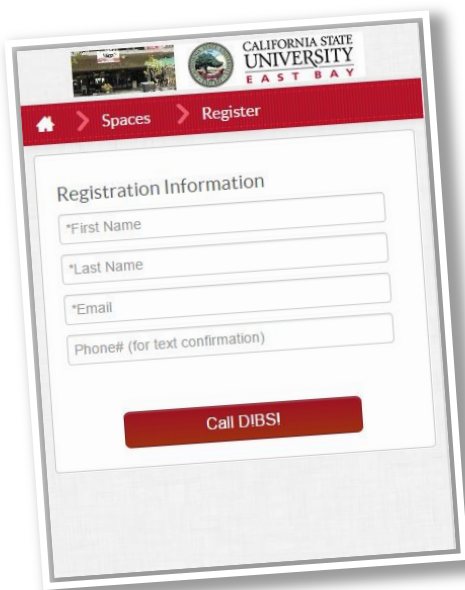 CALIFORNIA STATE
UNIVERSITY
EAST BAY
Spaces Register
Registration Information
*First Name
*Last Name
*Email
Phone# (for text confirmation)
Call DIBS!